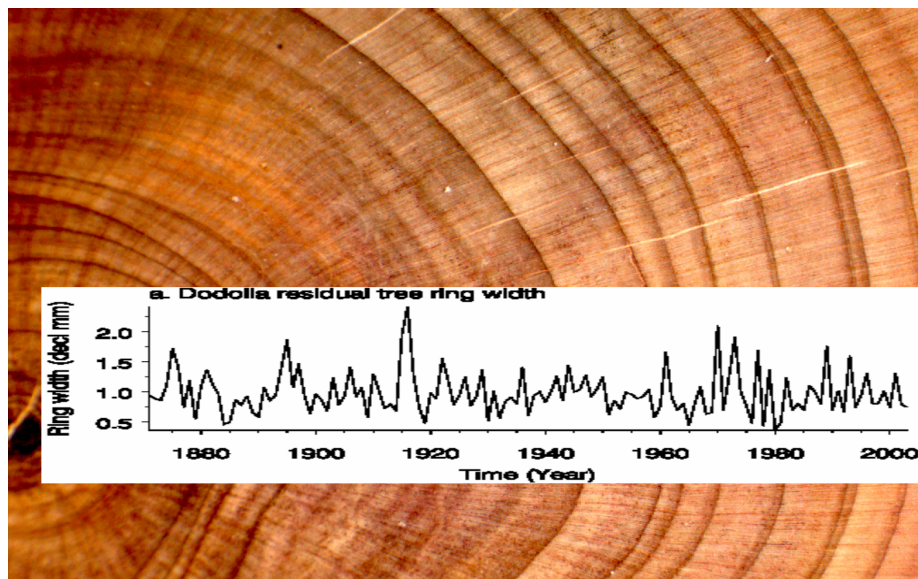 a. Dodolla residual tree ring width
Ring width (deci mm)
2.0
1.5
1.0
0.5
1880 1900 1920 1940 1960 1980 2000
Time (Year)